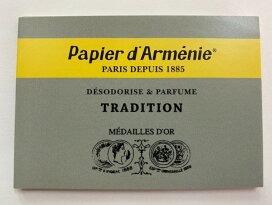 Papier d'Arménie®
PARIS DEPUIS 1885
DÉSODORISE & PARFUME
TRADITION
MÉDAILLES D'OR